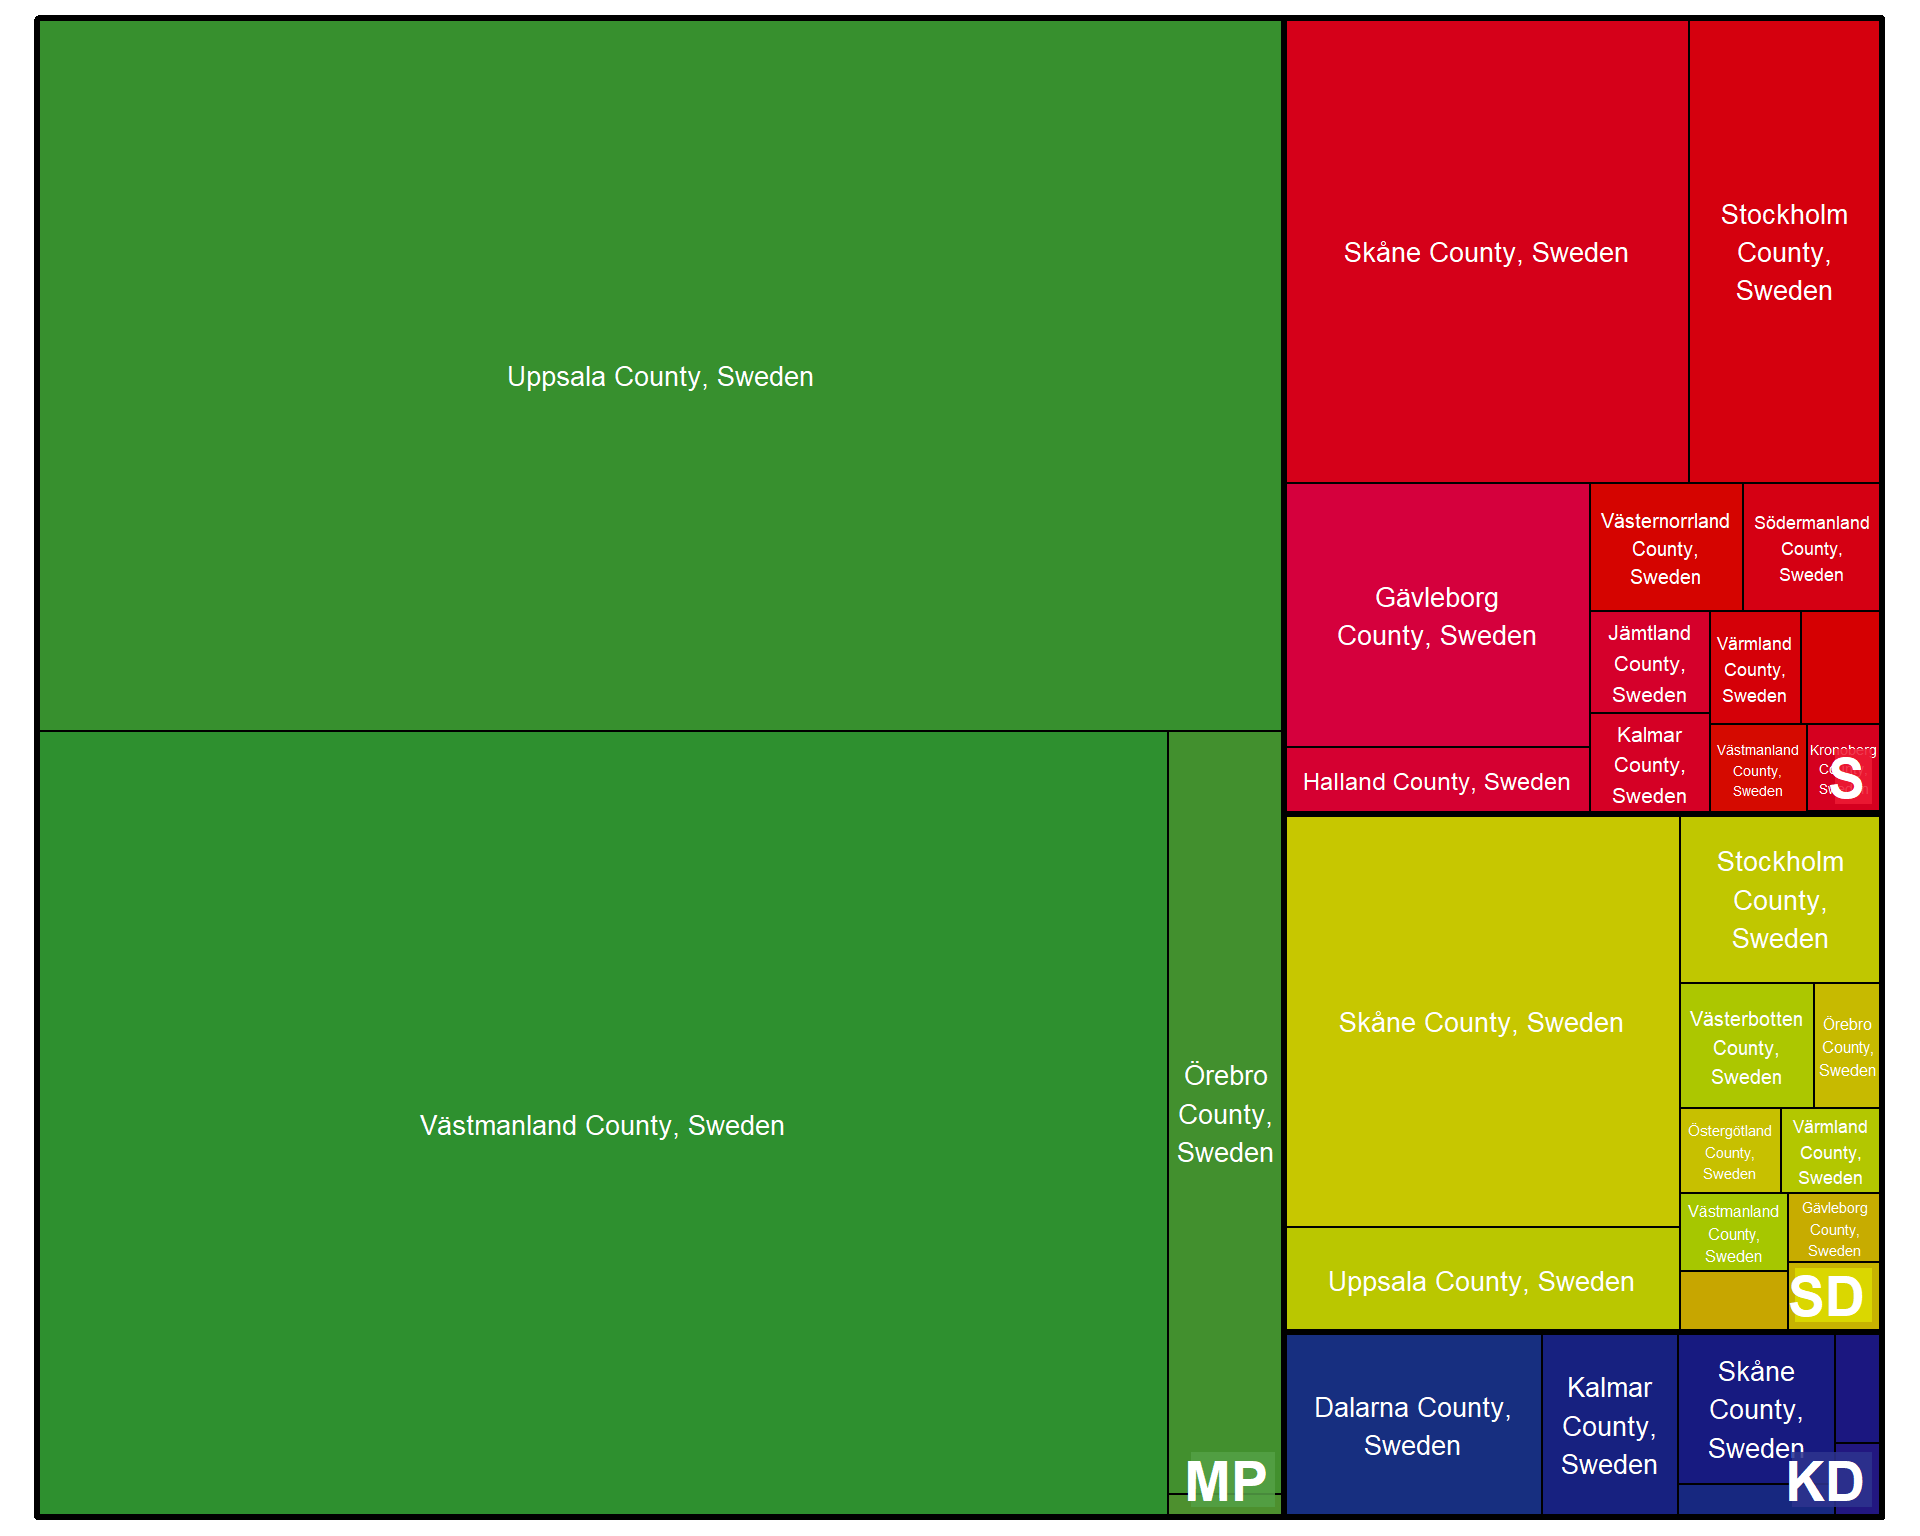 Uppsala County, Sweden
Västmanland County, Sweden
Örebro
County,
Sweden
MP
Skåne County, Sweden
Stockholm
County,
Sweden
Gävleborg
County, Sweden
Halland County, Sweden
Västernorrland
County,
Sweden
Södermanland
County,
Sweden
Jämtland
County,
Sweden
Värmland
County,
Sweden
Kalmar
County,
Sweden
Västmanland
County,
Sweden
Kronoberg
County,
Sweden
S
Skåne County, Sweden
Uppsala County, Sweden
Stockholm
County,
Sweden
Västerbotten
County,
Sweden
Örebro
County,
Sweden
Östergötland
County,
Sweden
Värmland
County,
Sweden
Västmanland
County,
Sweden
Gävleborg
County,
Sweden
SD
Dalarna County,
Sweden
Kalmar
County,
Sweden
Skåne
County,
Sweden
KD